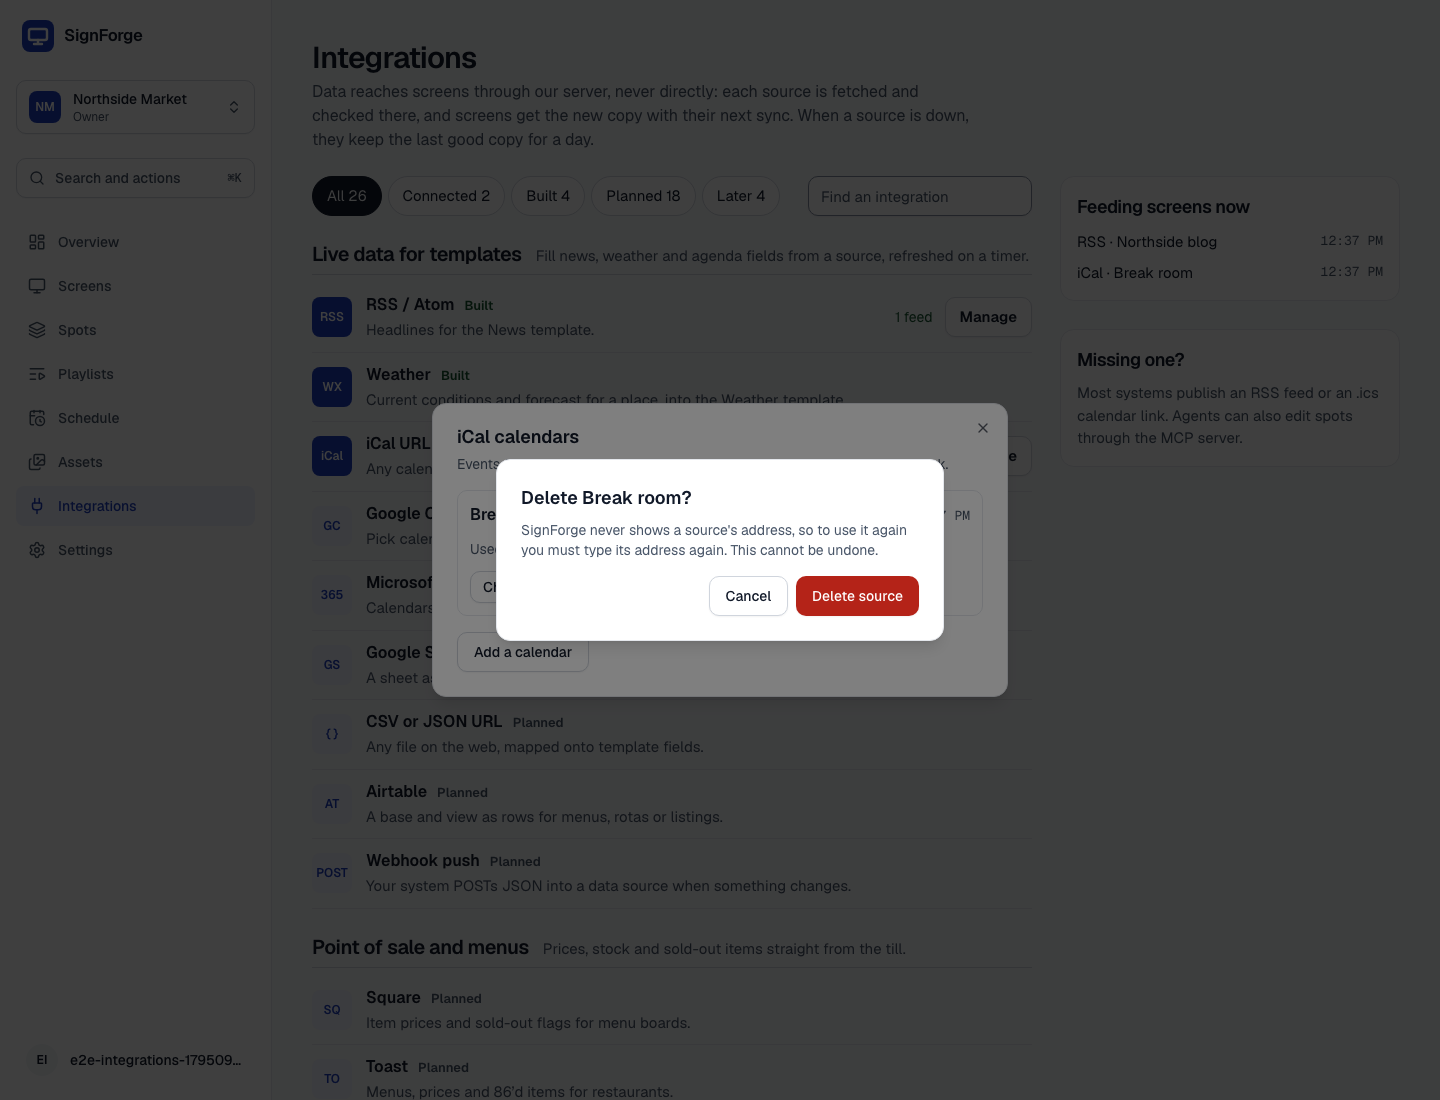 SignForge
NM
Northside Market
Owner
Search and actions
⌘K
Overview
Screens
Spots
Playlists
Schedule
Assets
Integrations
Settings
EI
e2e-integrations-179509...
Integrations
Data reaches screens through our server, never directly: each source is fetched and
checked there, and screens get the new copy with their next sync. When a source is down,
they keep the last good copy for a day.
All 26
Connected 2
Built 4
Planned 18
Later 4
Find an integration
Live data for templates Fill news, weather and agenda fields from a source, refreshed on a timer.
RSS
RSS / Atom Built
Headlines for the News template.
1 feed
Manage
WX
Weather Built
Current conditions and forecast for a place, into the Weather template.
iCal
iCal URL
Any calen
GC
Google C
Pick caler
365
Microsof
Calendars
GS
Google S
A sheet a
{}
CSV or JSON URL Planned
Any file on the web, mapped onto template fields.
AT
Airtable Planned
A base and view as rows for menus, rotas or listings.
POST
Webhook push Planned
Your system POSTs JSON into a data source when something changes.
Point of sale and menus Prices, stock and sold-out items straight from the till.
SQ
Square Planned
Item prices and sold-out flags for menu boards.
TO
Toast Planned
Menus, prices and 86'd items for restaurants.
Feeding screens now
RSS · Northside blog 12:37 PM
iCal · Break room 12:37 PM
Missing one?
Most systems publish an RSS feed or an .ics
calendar link. Agents can also edit spots
through the MCP server.
iCal calendars
Events
Bre
PM
Used
Add a calendar
Delete Break room?
SignForge never shows a source's address, so to use it again
you must type its address again. This cannot be undone.
Cancel
Delete source